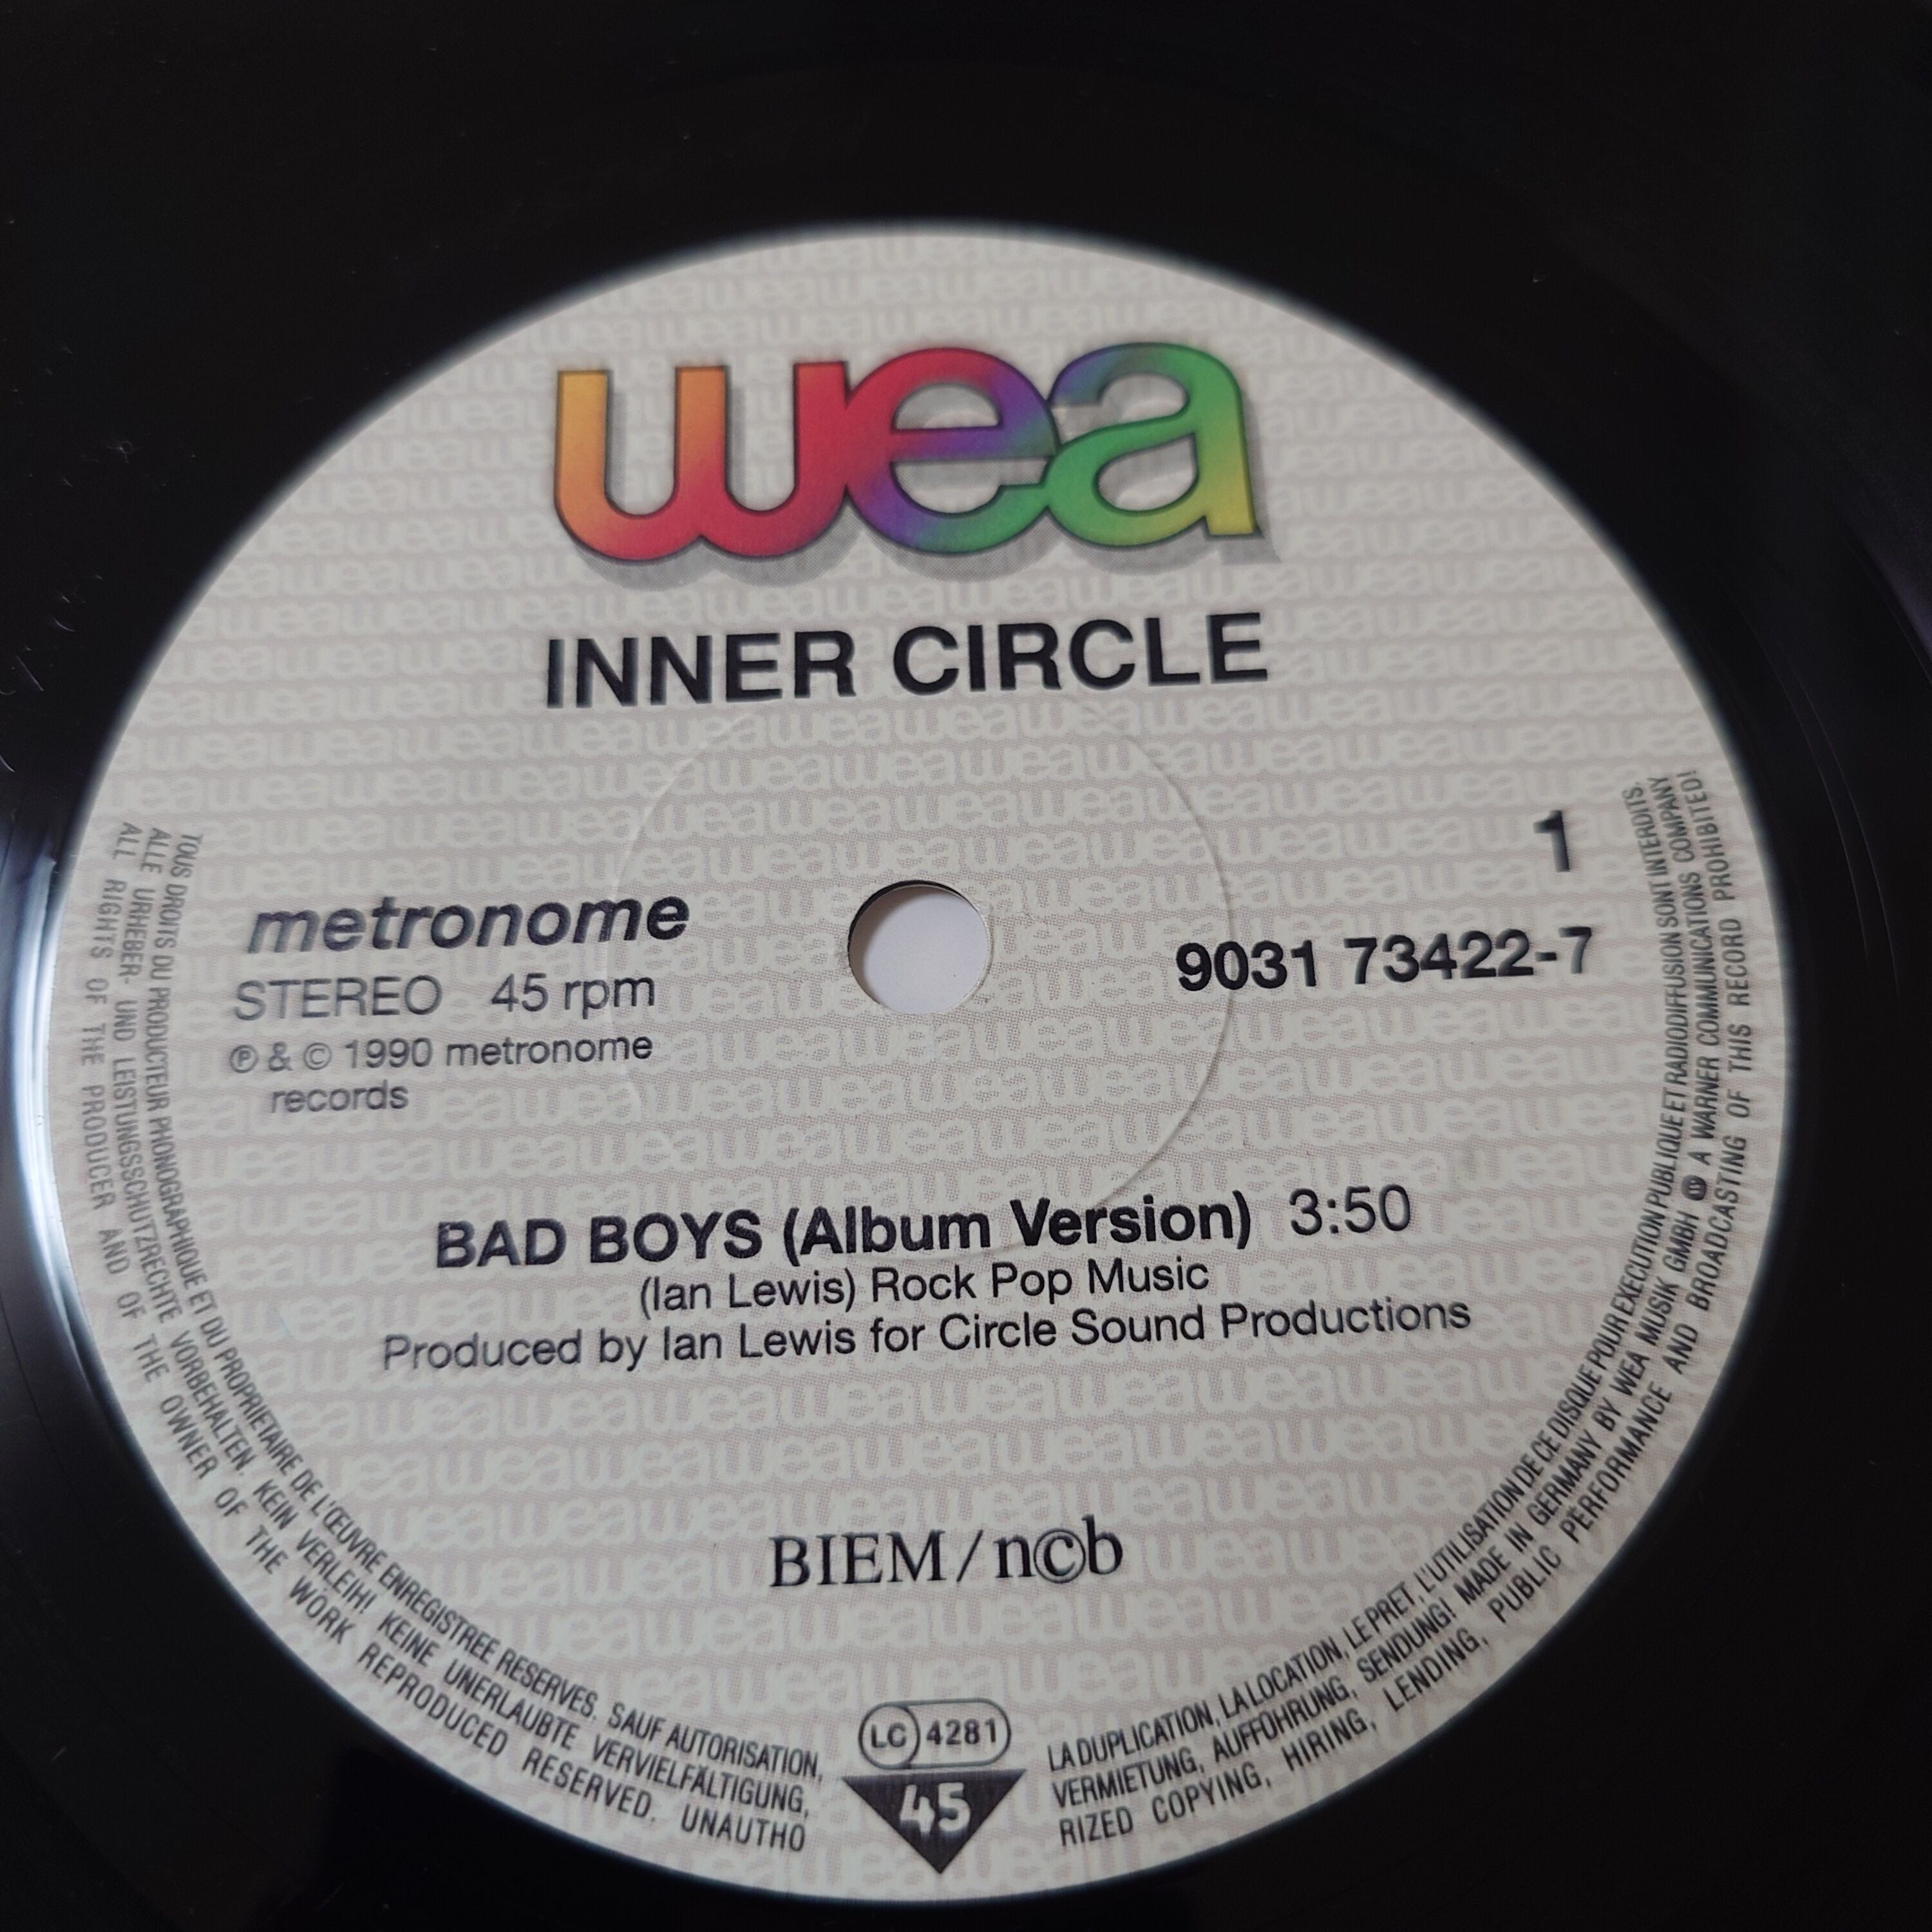 wea
INNER CIRCLE
1
metronome
9031 73422-7
STEREO 45 rpm
℗ & © 1990 metronome
records
BAD BOYS (Album Version) 3:50
(Ian Lewis) Rock Pop Music
Produced by Ian Lewis for Circle Sound Productions
BIEM/n©b
LC 4281
45
TOUS DROITS DU PRODUCTEUR PHONOGRAPHIQUE ET DU PROPRIETAIRE DE L'ŒUVRE ENREGISTREE RESERVES. SAUF AUTORISATION, LA DUPLICATION, LA LOCATION, LE PRET, L'UTILISATION DE CE DISQUE POUR EXECUTION PUBLIQUE ET RADIODIFFUSION SONT INTERDITS.
ALLE URHEBER- UND LEISTUNGSSCHUTZRECHTE VORBEHALTEN. KEIN VERLEIH! KEINE UNERLAUBTE VERVIELFÄLTIGUNG, VERMIETUNG, AUFFÜHRUNG, SENDUNG! MADE IN GERMANY BY WEA MUSIK GMBH A WARNER COMMUNICATIONS COMPANY
ALL RIGHTS OF THE PRODUCER AND OF THE OWNER OF THE WORK REPRODUCED RESERVED. UNAUTHO RIZED COPYING, HIRING, LENDING, PUBLIC PERFORMANCE AND BROADCASTING OF THIS RECORD PROHIBITED!